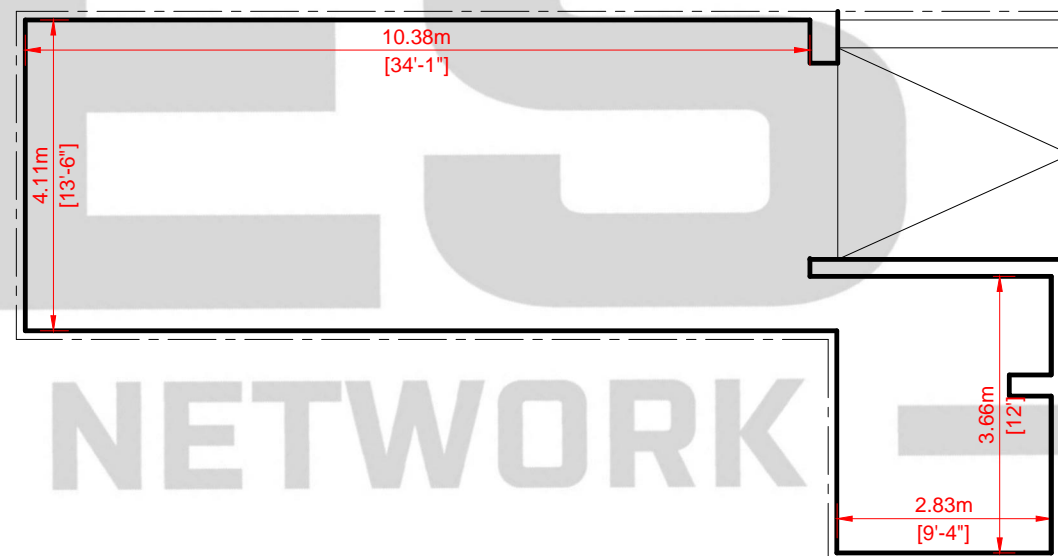 10.38m
[34'-1"]
4.11m
[13'-6"]
3.66m
[12']
2.83m
[9'-4"]
NETWORK